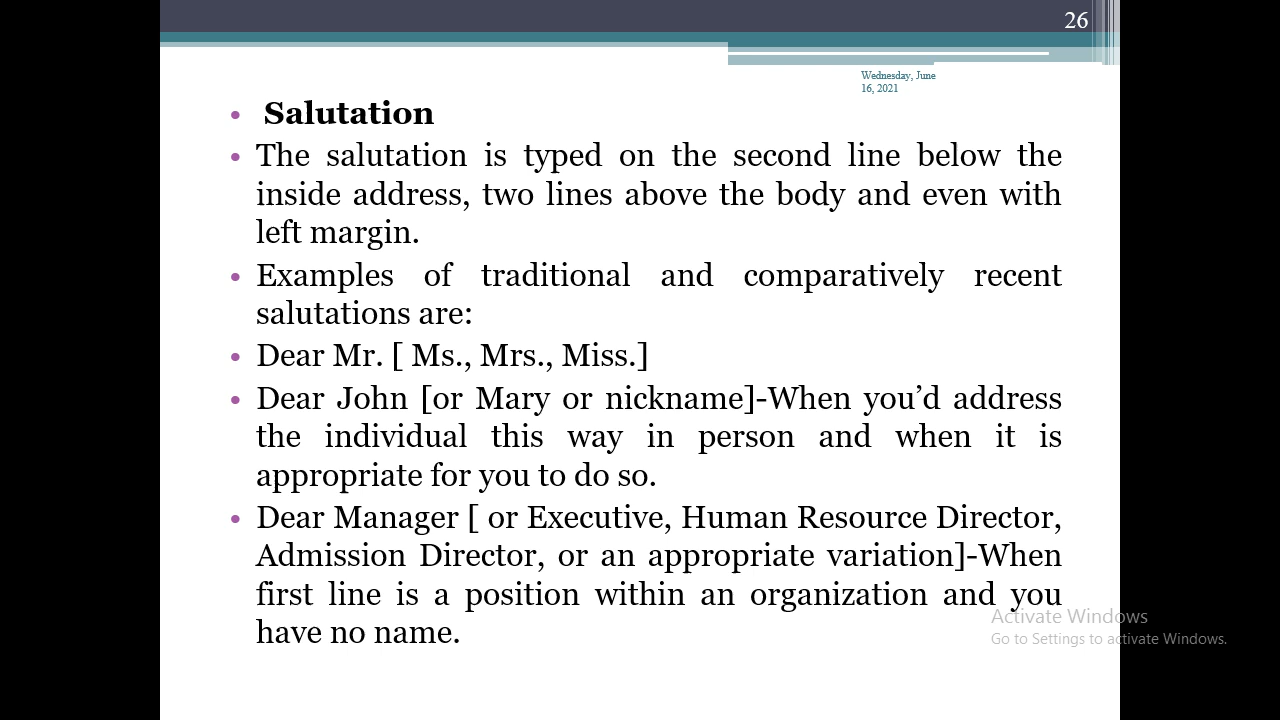 26
Wednesday, June
16, 2021
• Salutation
• The salutation is typed on the second line below the
inside address, two lines above the body and even with
left margin.
• Examples of traditional and comparatively recent
salutations are:
• Dear Mr. [ Ms., Mrs., Miss.]
• Dear John [or Mary or nickname]-When you’d address
the individual this way in person and when it is
appropriate for you to do so.
• Dear Manager [ or Executive, Human Resource Director,
Admission Director, or an appropriate variation]-When
first line is a position within an organization and you
have no name.
Activate Windows
Go to Settings to activate Windows.